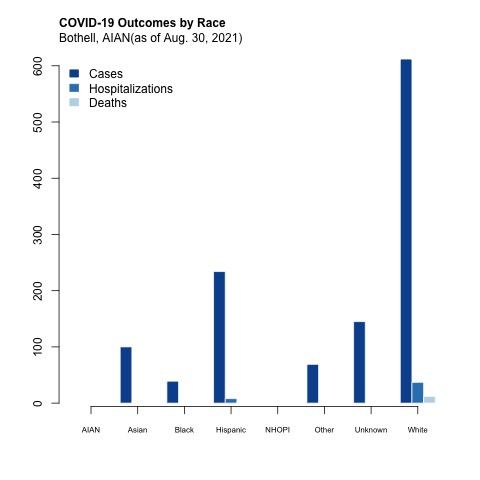 COVID-19 Outcomes by Race
Bothell, AIAN(as of Aug. 30, 2021)
Cases
Hospitalizations
Deaths
600
500
400
300
200
100
0
AIAN Asian Black Hispanic NHOPI Other Unknown White